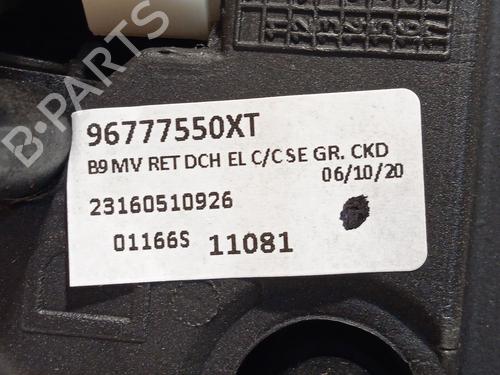 96777550XT
B9 MV RET DCH EL C/C SE GR. CKD
06/10/20
23160510926
01166S 11081
B-PARTS